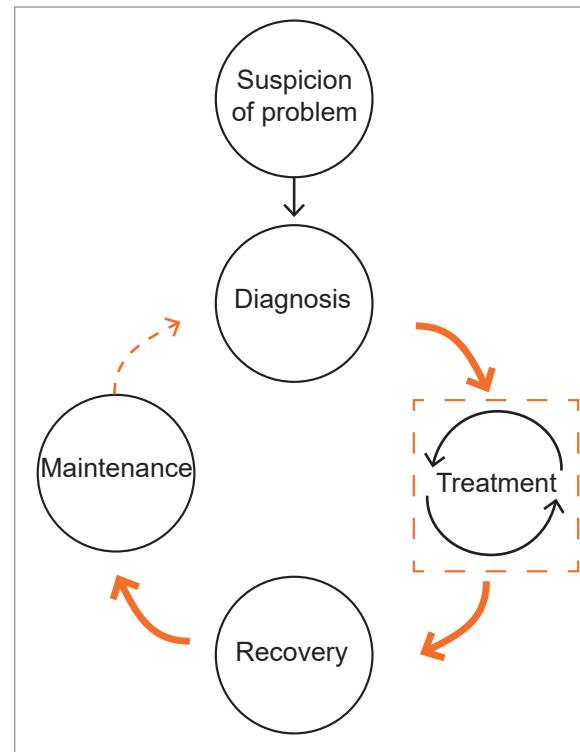 Suspicion
of problem
Diagnosis
Treatment
Maintenance
Recovery